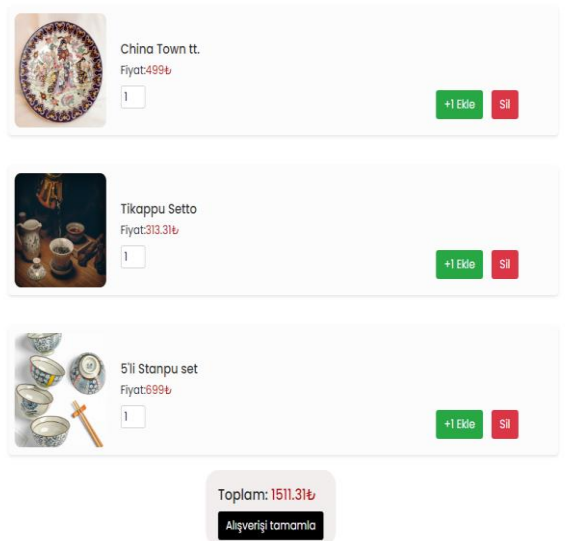 China Town tt.
Fiyat:499₺
1
+1 Ekle Sil
Tikappu Setto
Fiyat:313.31₺
1
+1 Ekle Sil
5'li Stanpu set
Fiyat:699₺
1
+1 Ekle Sil
Toplam: 1511.31₺
Alışverişi tamamla